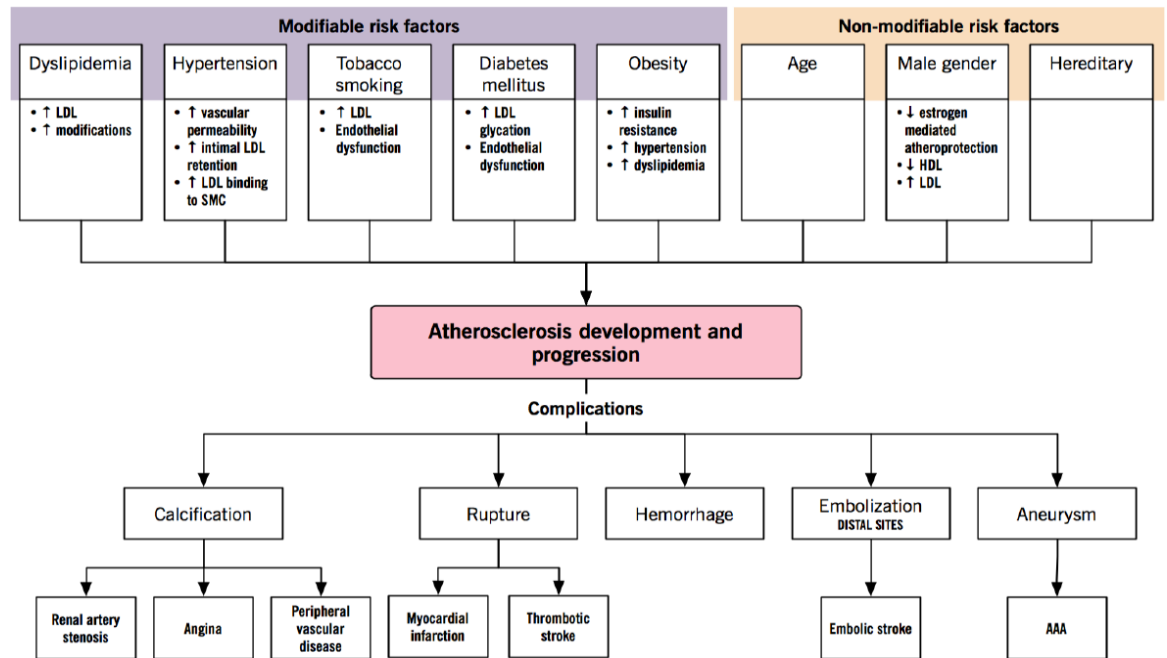 Modifiable risk factors
Non-modifiable risk factors
Dyslipidemia
• ↑ LDL
• ↑ modifications
Hypertension
• ↑ vascular
permeability
• ↑ intimal LDL
retention
• ↑ LDL binding
to SMC
Tobacco
smoking
• ↑ LDL
• Endothelial
dysfunction
Diabetes
mellitus
• ↑ LDL
glycation
• Endothelial
dysfunction
Obesity
• ↑ insulin
resistance
• ↑ hypertension
• ↑ dyslipidemia
Age
Male gender
• ↓ estrogen
mediated
atheroprotection
• ↓ HDL
• ↑ LDL
Hereditary
Atherosclerosis development and
progression
Complications
Calcification
Rupture
Hemorrhage
Embolization
DISTAL SITES
Aneurysm
Renal artery
stenosis
Angina
Peripheral
vascular
disease
Myocardial
infarction
Thrombotic
stroke
Embolic stroke
AAA